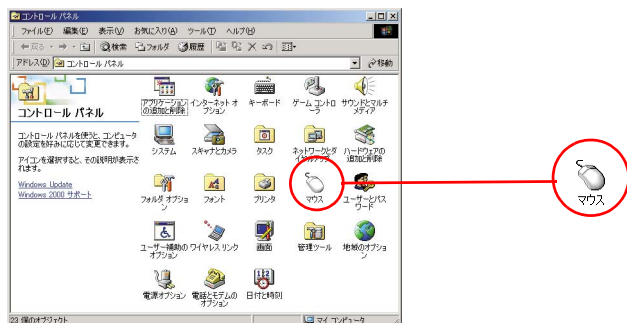 コントロール パネル
ファイル(F) 編集(E) 表示(V) お気に入り(A) ツール(T) ヘルプ(H)
戻る 検索 フォルダ 履歴
アドレス(D) コントロール パネル 移動
コントロール パネル
コントロール パネルを使うと、コンピュータ
の設定を好みに応じて変更できます。
アイコンを選択すると、その説明が表示さ
れます。
Windows Update
Windows 2000 サポート
アプリケーション
の追加と削除
インターネット オ
プション
キーボード
ゲーム コントロ
ーラ
サウンドとマルチ
メディア
システム
スキャナとカメラ
タスク
ネットワークとダ
イヤルアップ
ハードウェアの
追加と削除
フォルダ オプショ
ン
フォント
プリンタ
マウス
ユーザーとパス
ワード
ユーザー補助の
オプション
ワイヤレス リンク
画面
管理ツール
地域のオプショ
ン
電源オプション
電話とモデムの
オプション
日付と時刻
23 個のオブジェクト
マイ コンピュータ
マウス